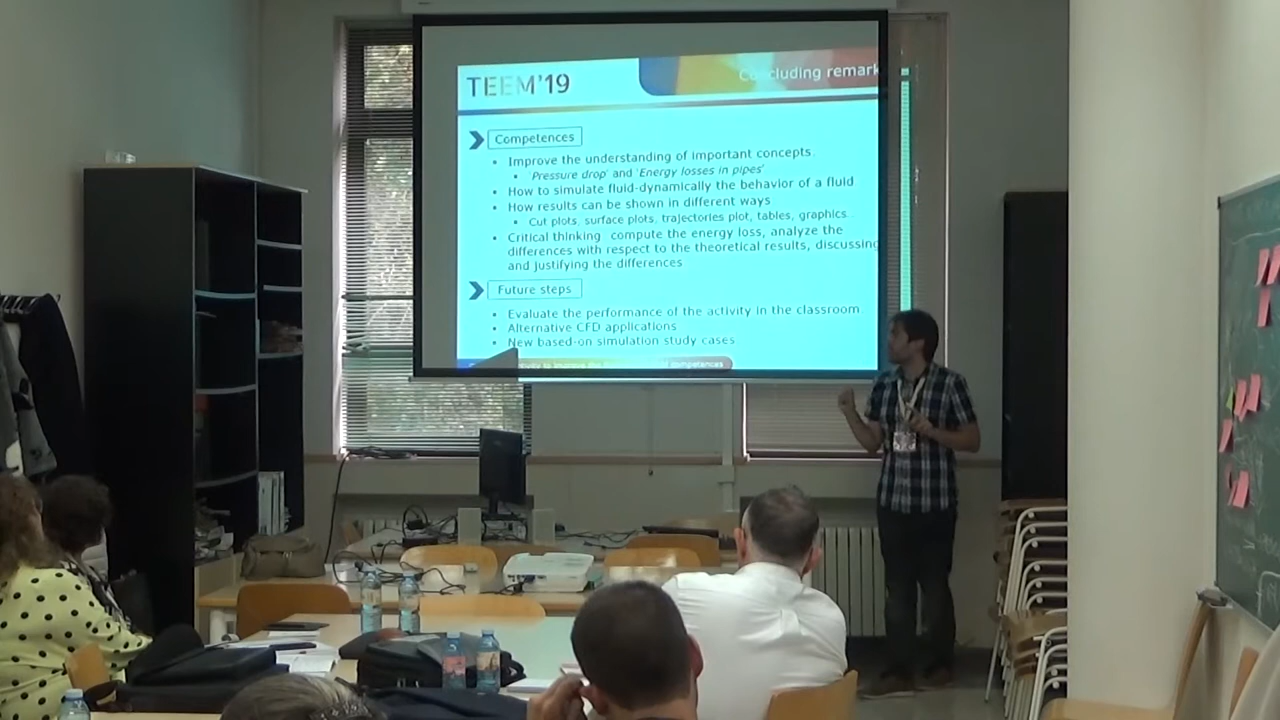 TEEM'19
Concluding remark
Competences
• Improve the understanding of important concepts.
▪ 'Pressure drop' and 'Energy losses in pipes'
• How to simulate fluid-dynamically the behavior of a fluid
• How results can be shown in different ways
▪ Cut plots, surface plots, trajectories plot, tables, graphics...
• Critical thinking compute the energy loss, analyze the
differences with respect to the theoretical results, discussing
and justifying the differences
Future steps
• Evaluate the performance of the activity in the classroom.
• Alternative CFD applications
• New based-on simulation study cases
competences